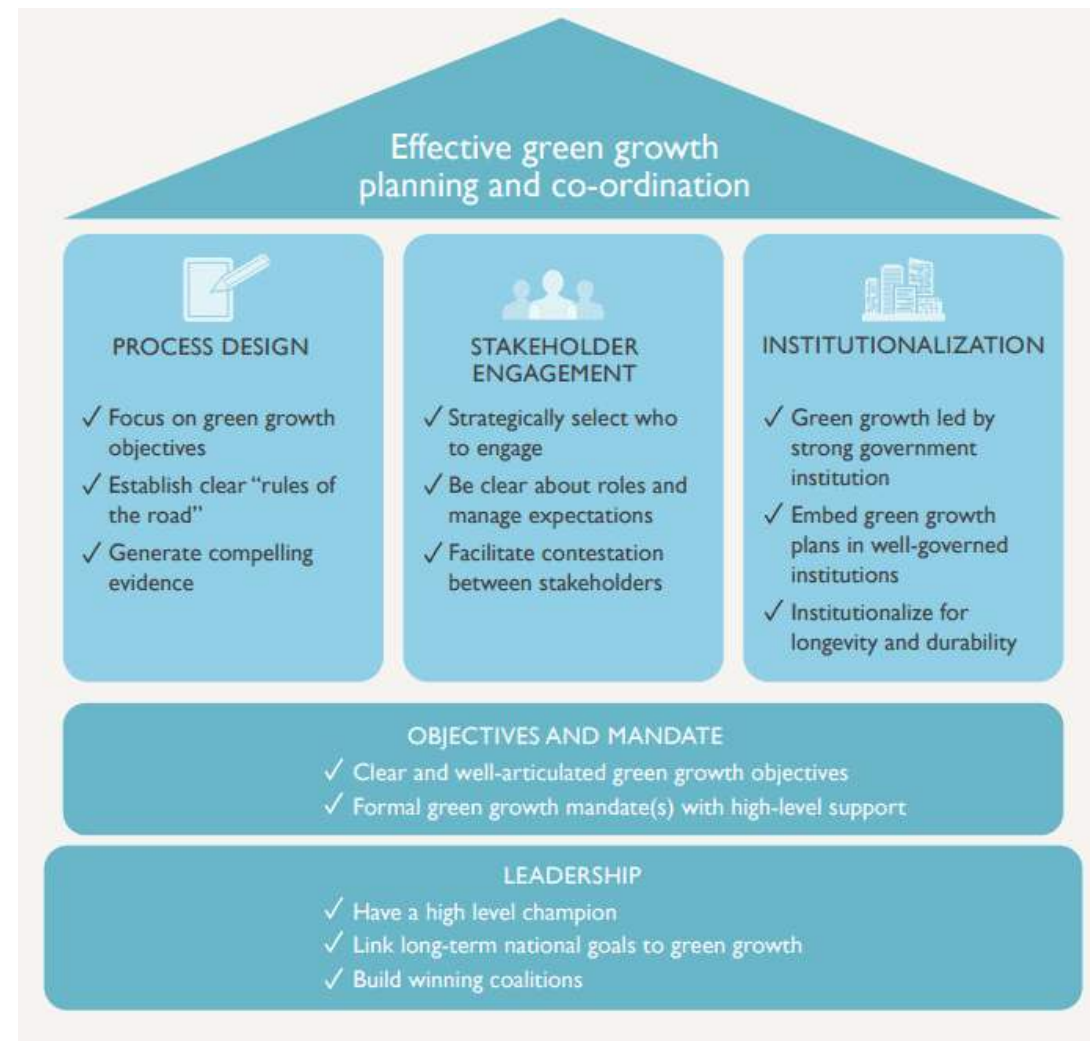 Effective green growth
planning and co-ordination
PROCESS DESIGN
✓ Focus on green growth
objectives
✓ Establish clear “rules of
the road”
✓ Generate compelling
evidence
STAKEHOLDER
ENGAGEMENT
✓ Strategically select who
to engage
✓ Be clear about roles and
manage expectations
✓ Facilitate contestation
between stakeholders
INSTITUTIONALIZATION
✓ Green growth led by
strong government
institution
✓ Embed green growth
plans in well-governed
institutions
✓ Institutionalize for
longevity and durability
OBJECTIVES AND MANDATE
✓ Clear and well-articulated green growth objectives
✓ Formal green growth mandate(s) with high-level support
LEADERSHIP
✓ Have a high level champion
✓ Link long-term national goals to green growth
✓ Build winning coalitions